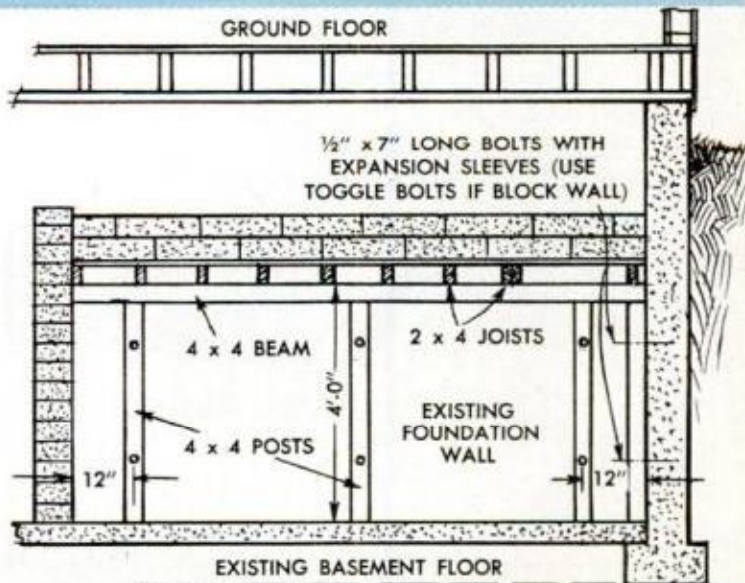 GROUND FLOOR
½" x 7" LONG BOLTS WITH
EXPANSION SLEEVES (USE
TOGGLE BOLTS IF BLOCK WALL)
4 x 4 BEAM
2 x 4 JOISTS
4'-0"
EXISTING
FOUNDATION
WALL
4 x 4 POSTS
12"
12"
EXISTING BASEMENT FLOOR